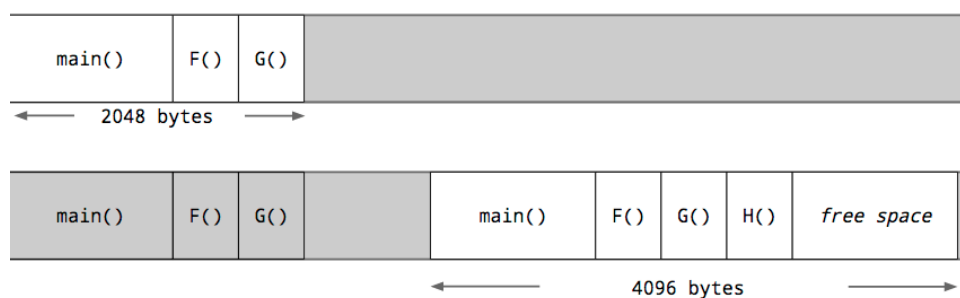 main() F() G()
2048 bytes
main() F() G() main() F() G() H() free space
4096 bytes